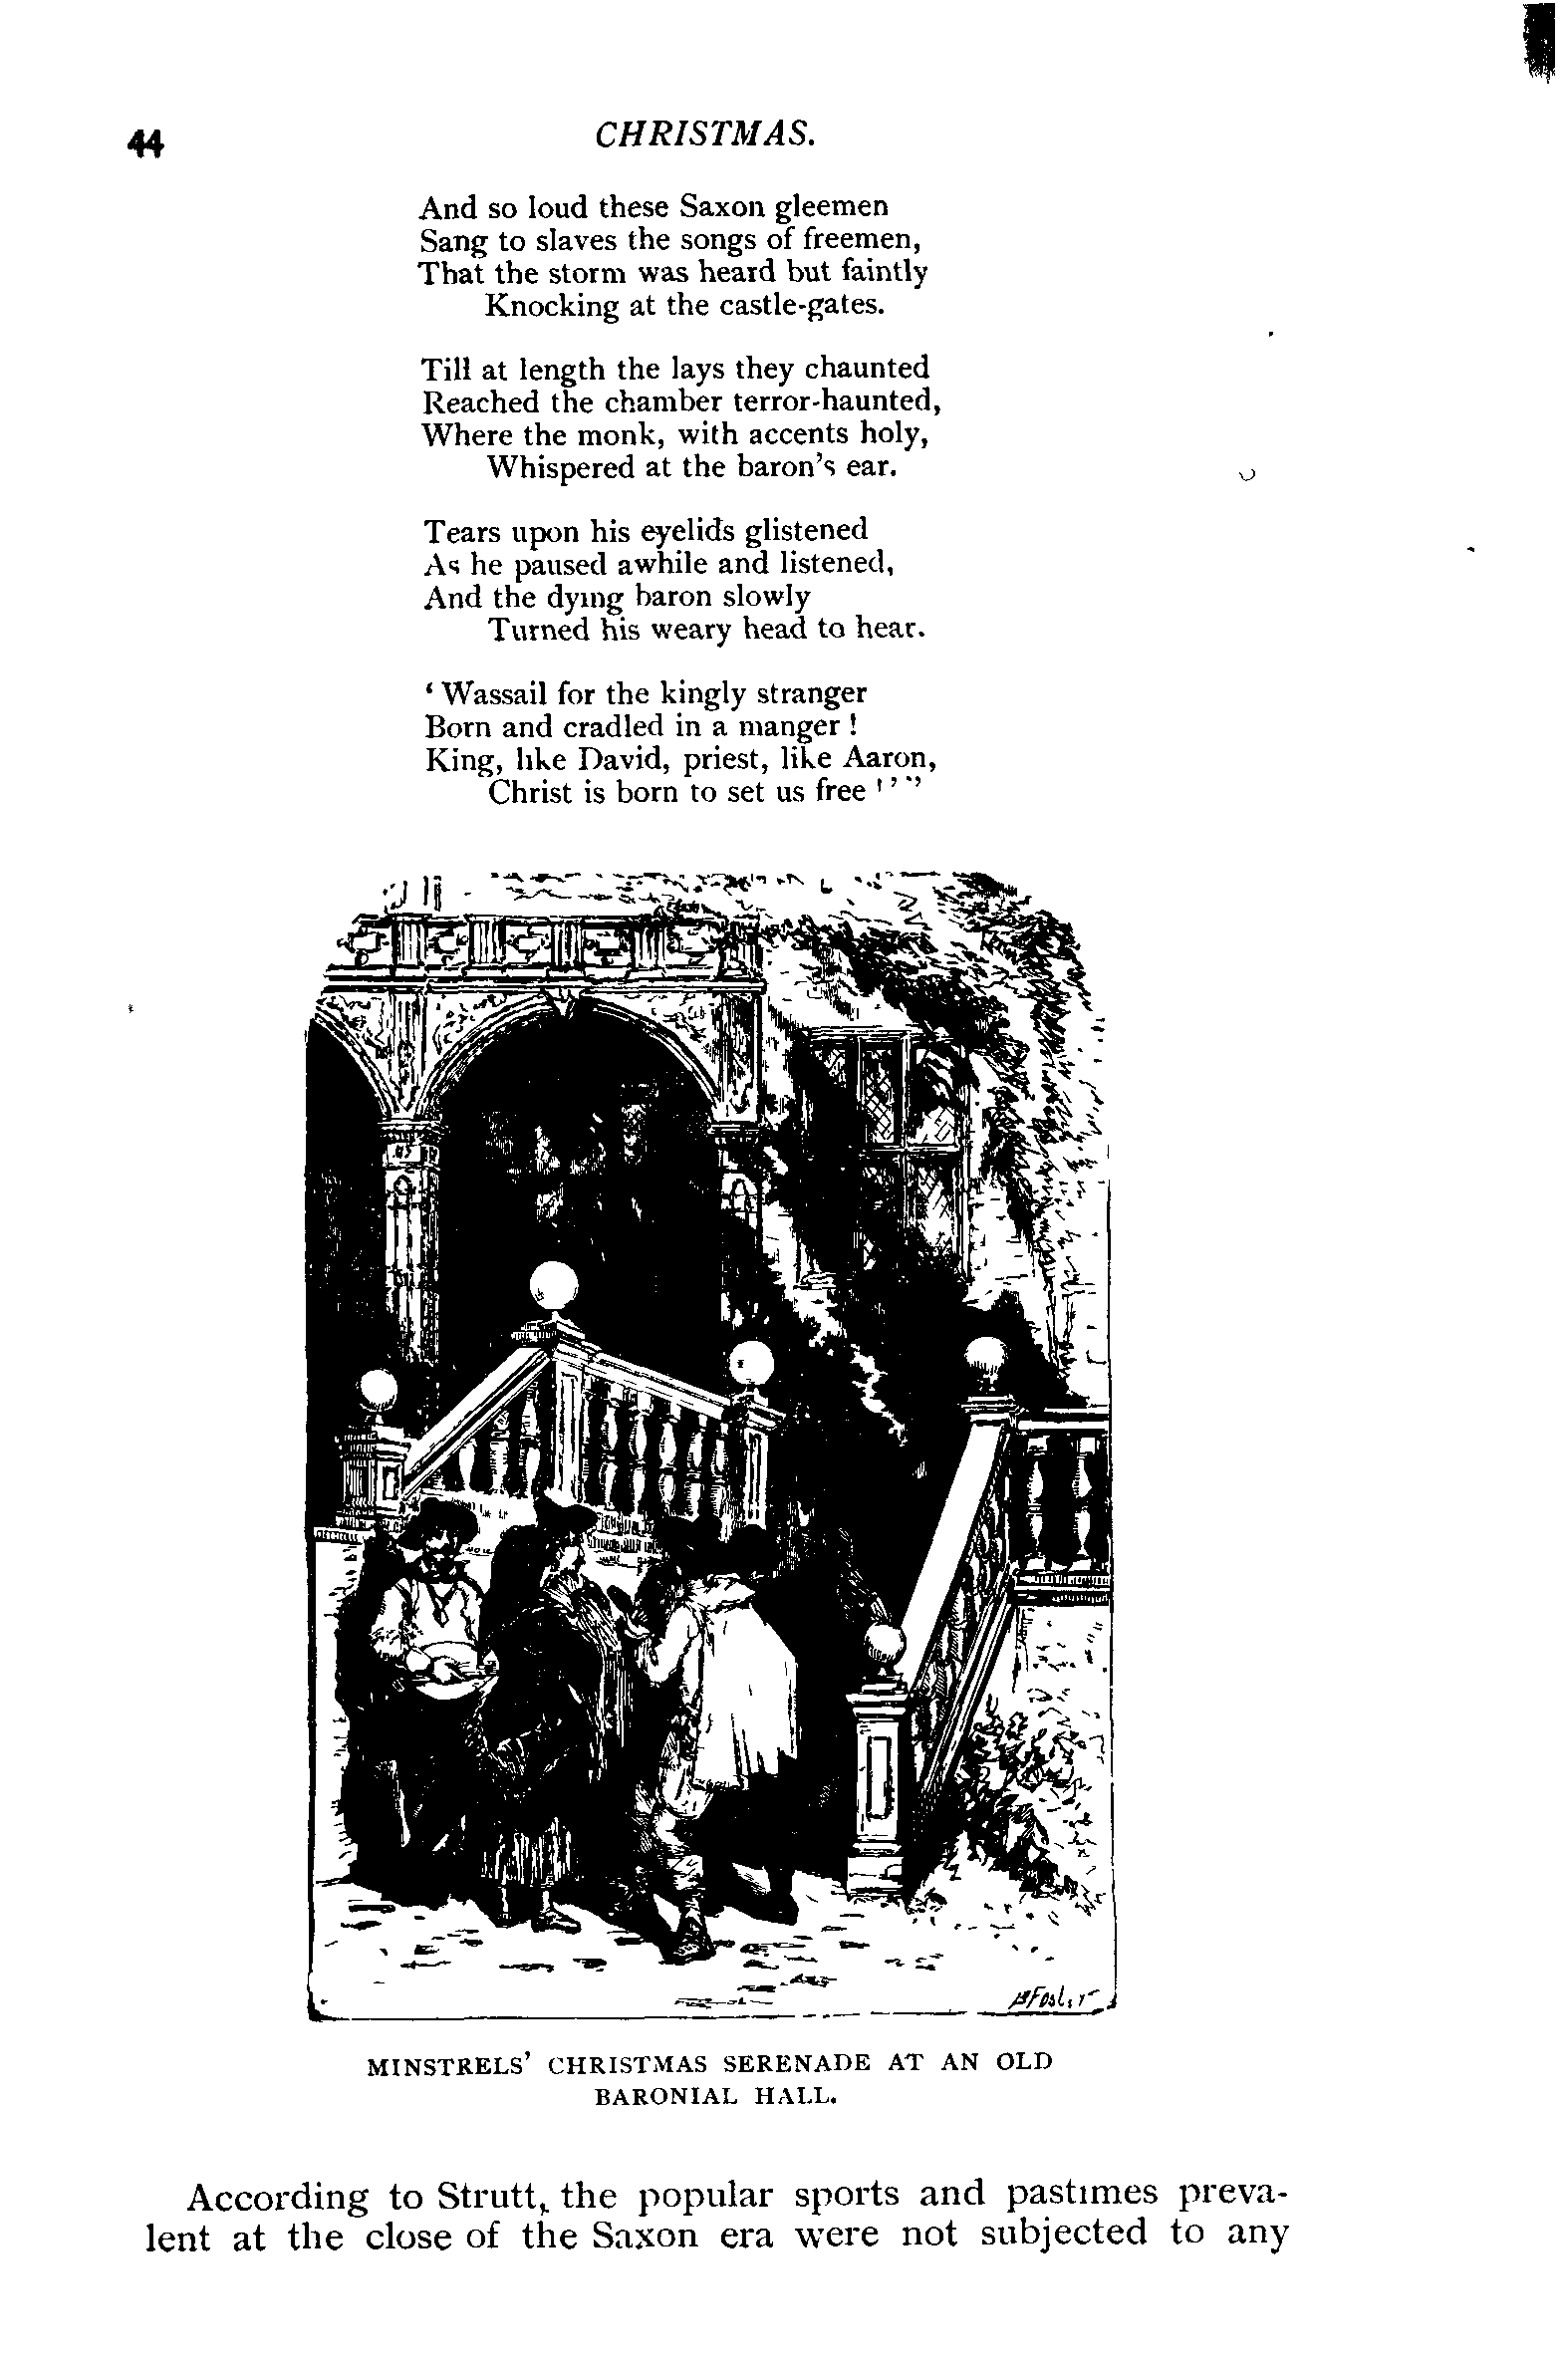 44
CHRISTMAS.
And so loud these Saxon gleemen
Sang to slaves the songs of freemen,
That the storm was heard but faintly
Knocking at the castle-gates.
Till at length the lays they chaunted
Reached the chamber terror-haunted,
Where the monk, with accents holy,
Whispered at the baron's ear.
Tears upon his eyelids glistened
As he paused awhile and listened,
And the dying baron slowly
Turned his weary head to hear.
‘ Wassail for the kingly stranger
Born and cradled in a manger !
King, like David, priest, like Aaron,
Christ is born to set us free ! ’ ”
BFoster
MINSTRELS' CHRISTMAS SERENADE AT AN OLD
BARONIAL HALL.
According to Strutt, the popular sports and pastimes preva-
lent at the close of the Saxon era were not subjected to any